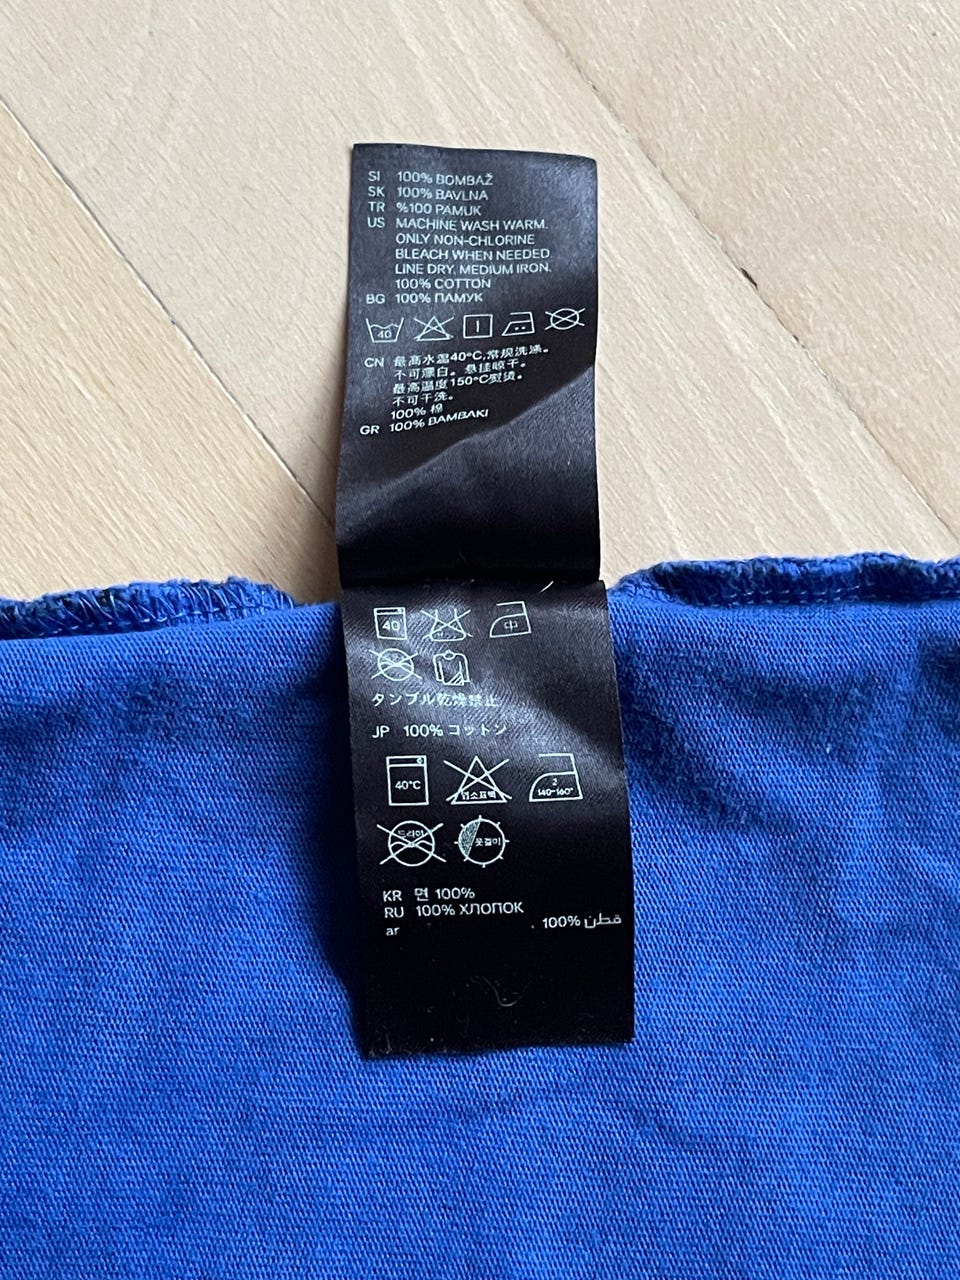 SI 100% BOMBAŽ
SK 100% BAVLNA
TR %100 PAMUK
US MACHINE WASH WARM.
ONLY NON-CHLORINE
BLEACH WHEN NEEDED.
LINE DRY. MEDIUM IRON.
100% COTTON
BG 100% ПАМУК
40
CN 最高水温40°C,常规洗涤。
不可漂白。悬挂晾干。
最高温度150°C熨烫。
不可干洗。
100% 棉
GR 100% ΒΑΜΒΑΚΙ
40 中
タンブル乾燥禁止
JP 100% コットン
40°C 염소표백 2
140~160°
드라이 옷걸이
KR 면 100%
RU 100% ХЛОПОК
ar قطن 100% .